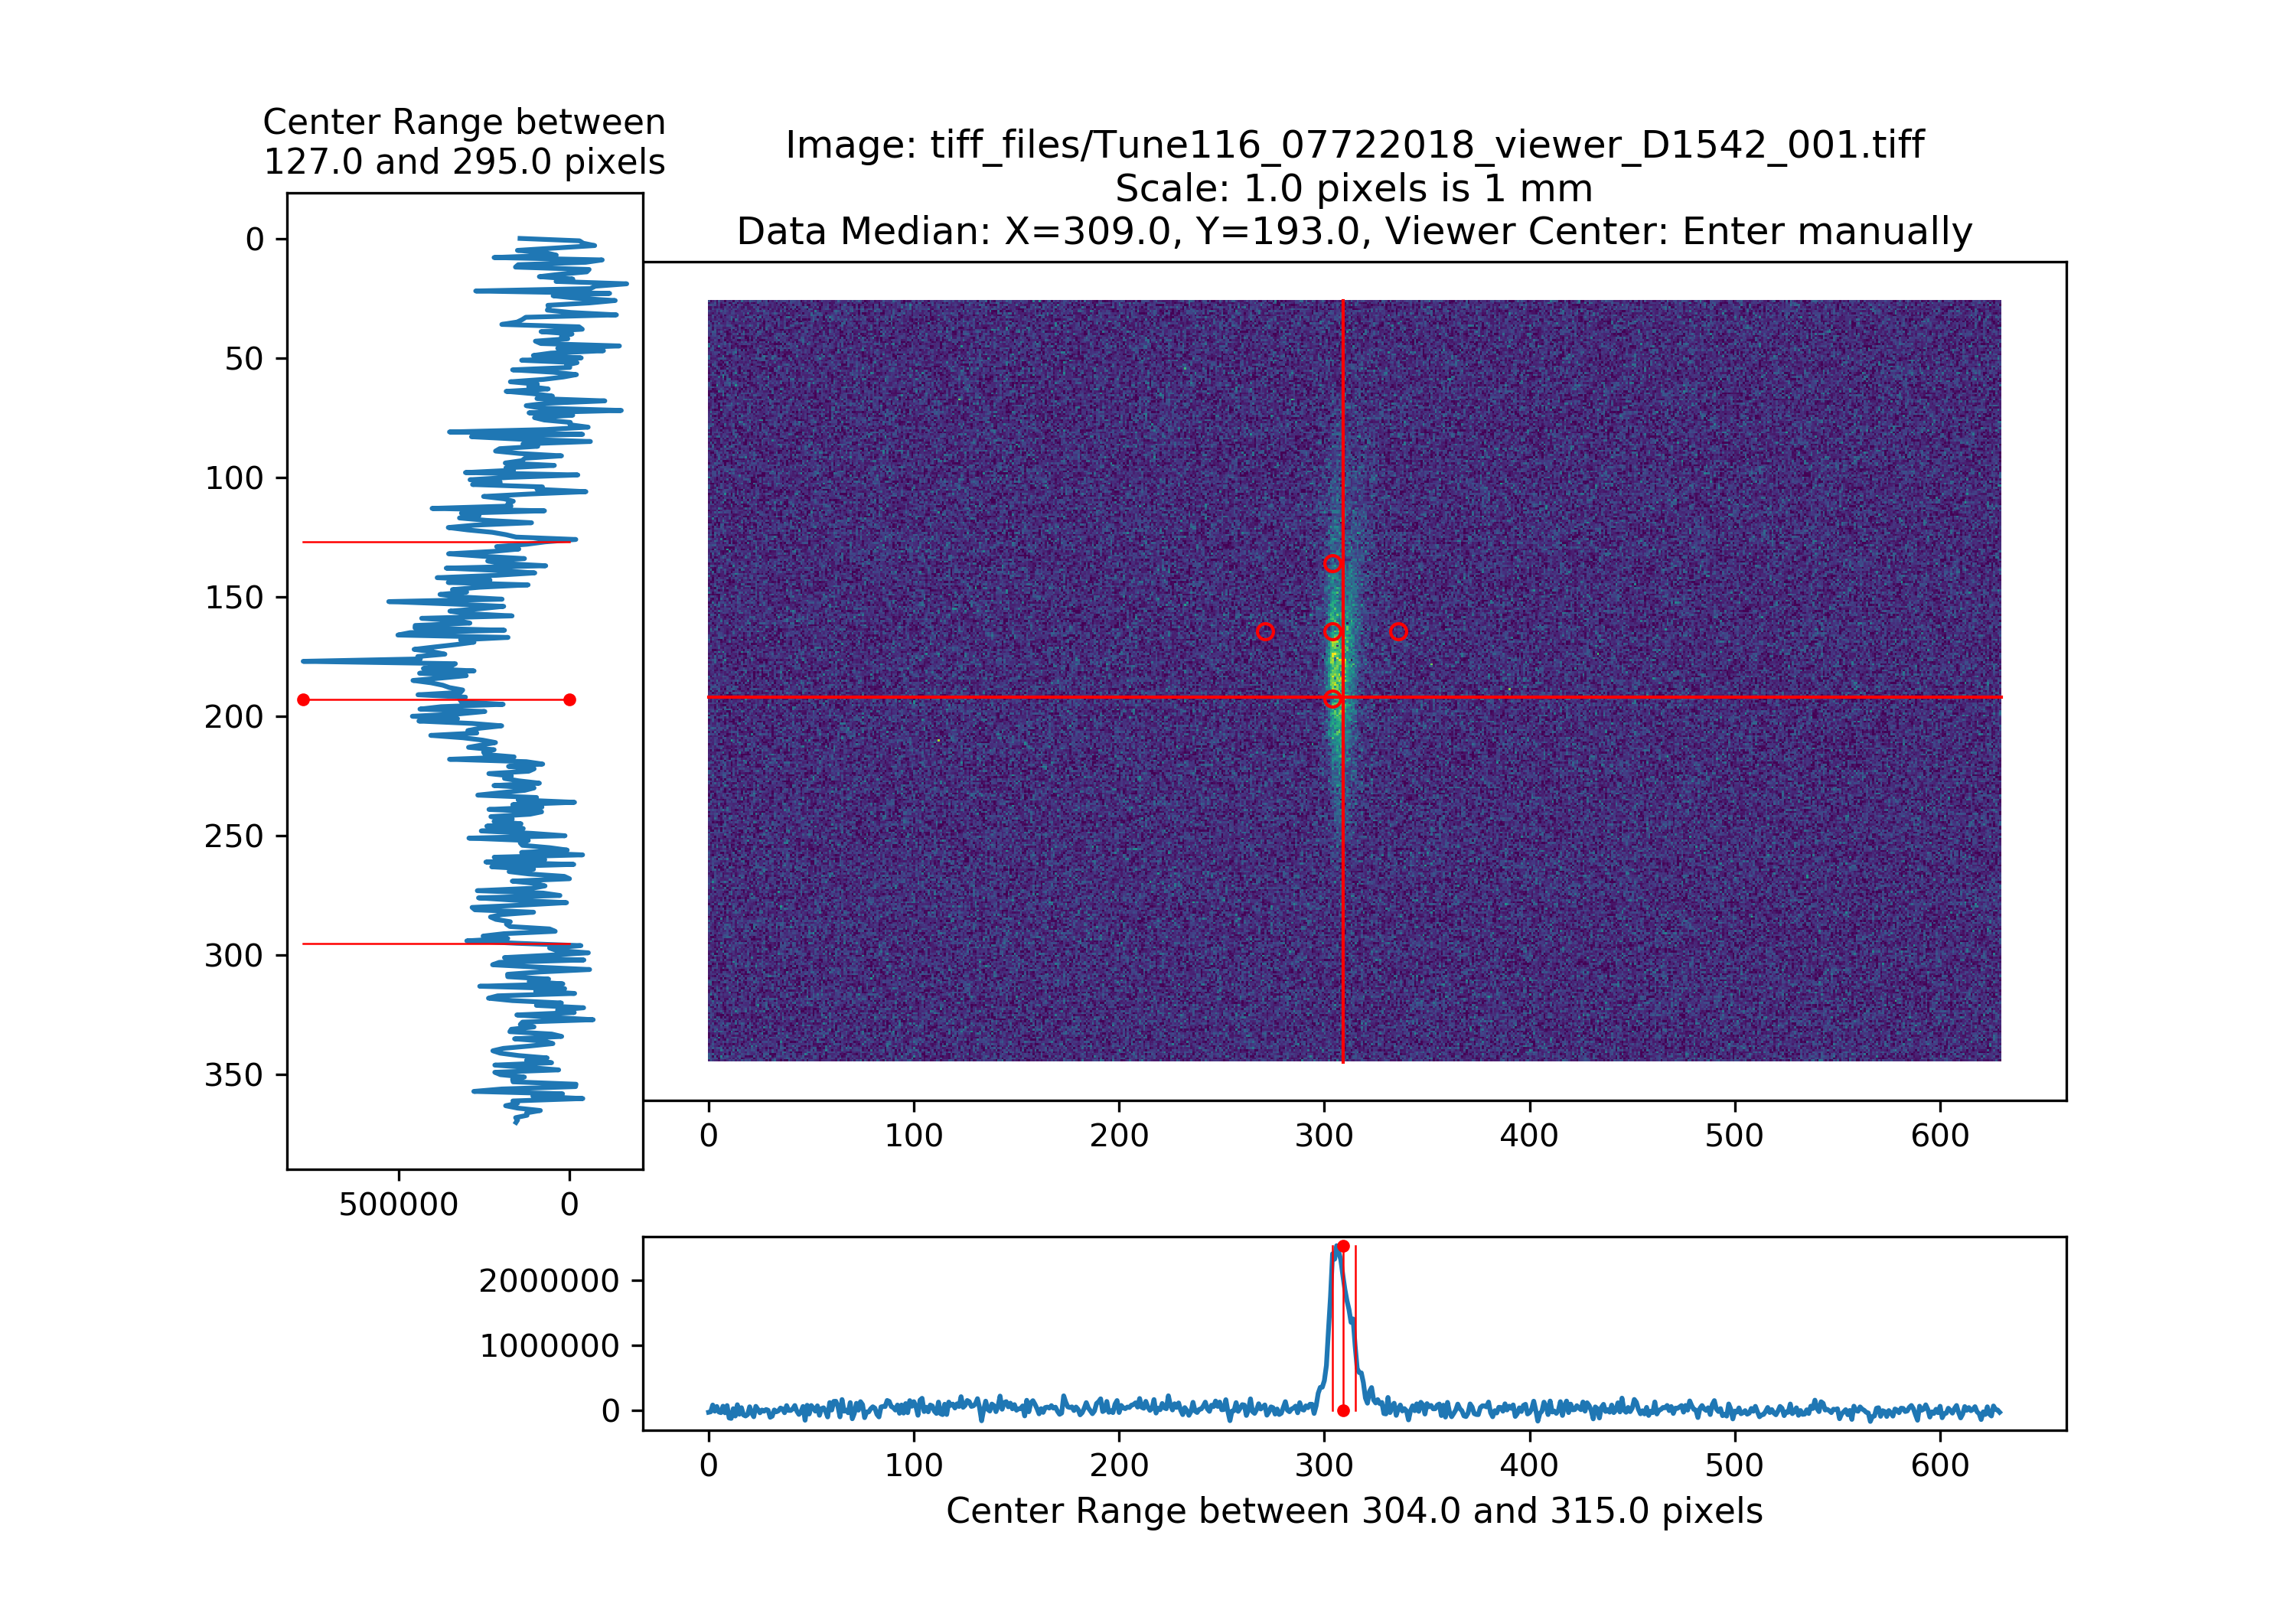 Center Range between
127.0 and 295.0 pixels
Image: tiff_files/Tune116_07722018_viewer_D1542_001.tiff
Scale: 1.0 pixels is 1 mm
Data Median: X=309.0, Y=193.0, Viewer Center: Enter manually
0
50
100
150
200
250
300
350
500000 0
0 100 200 300 400 500 600
2000000
1000000
0
0 100 200 300 400 500 600
Center Range between 304.0 and 315.0 pixels